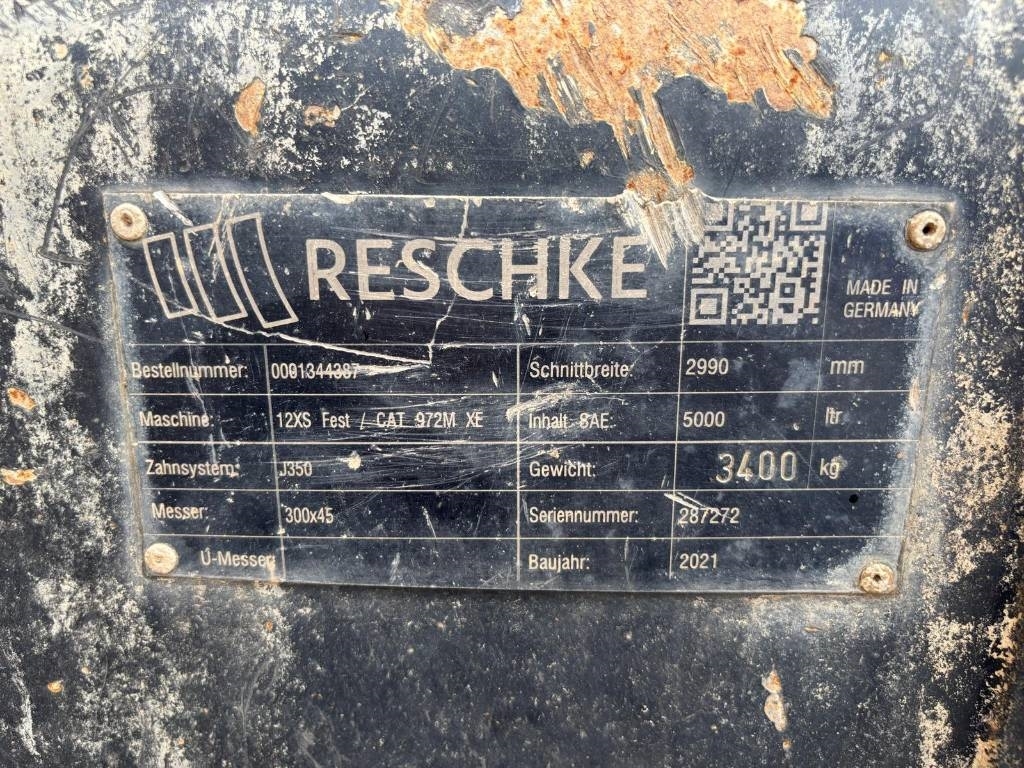 RESCHKE
MADE IN
GERMANY
Bestellnummer: 0001344387 Schnittbreite: 2990 mm
Maschine: 12XS Fest / CAT 972M XE Inhalt SAE: 5000 ltr
Zahnsystem: J350 Gewicht: 3400 kg
Messer: 300x45 Seriennummer: 287272
U-Messer: Baujahr: 2021